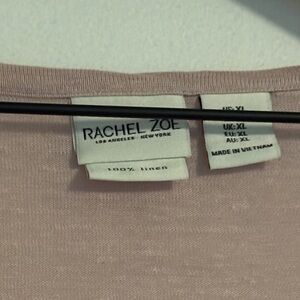 RACHEL ZOE
LOS ANGELES NEW YORK
100% linen
US: XL
UK: XL
EU: XL
AU: XL
MADE IN VIETNAM